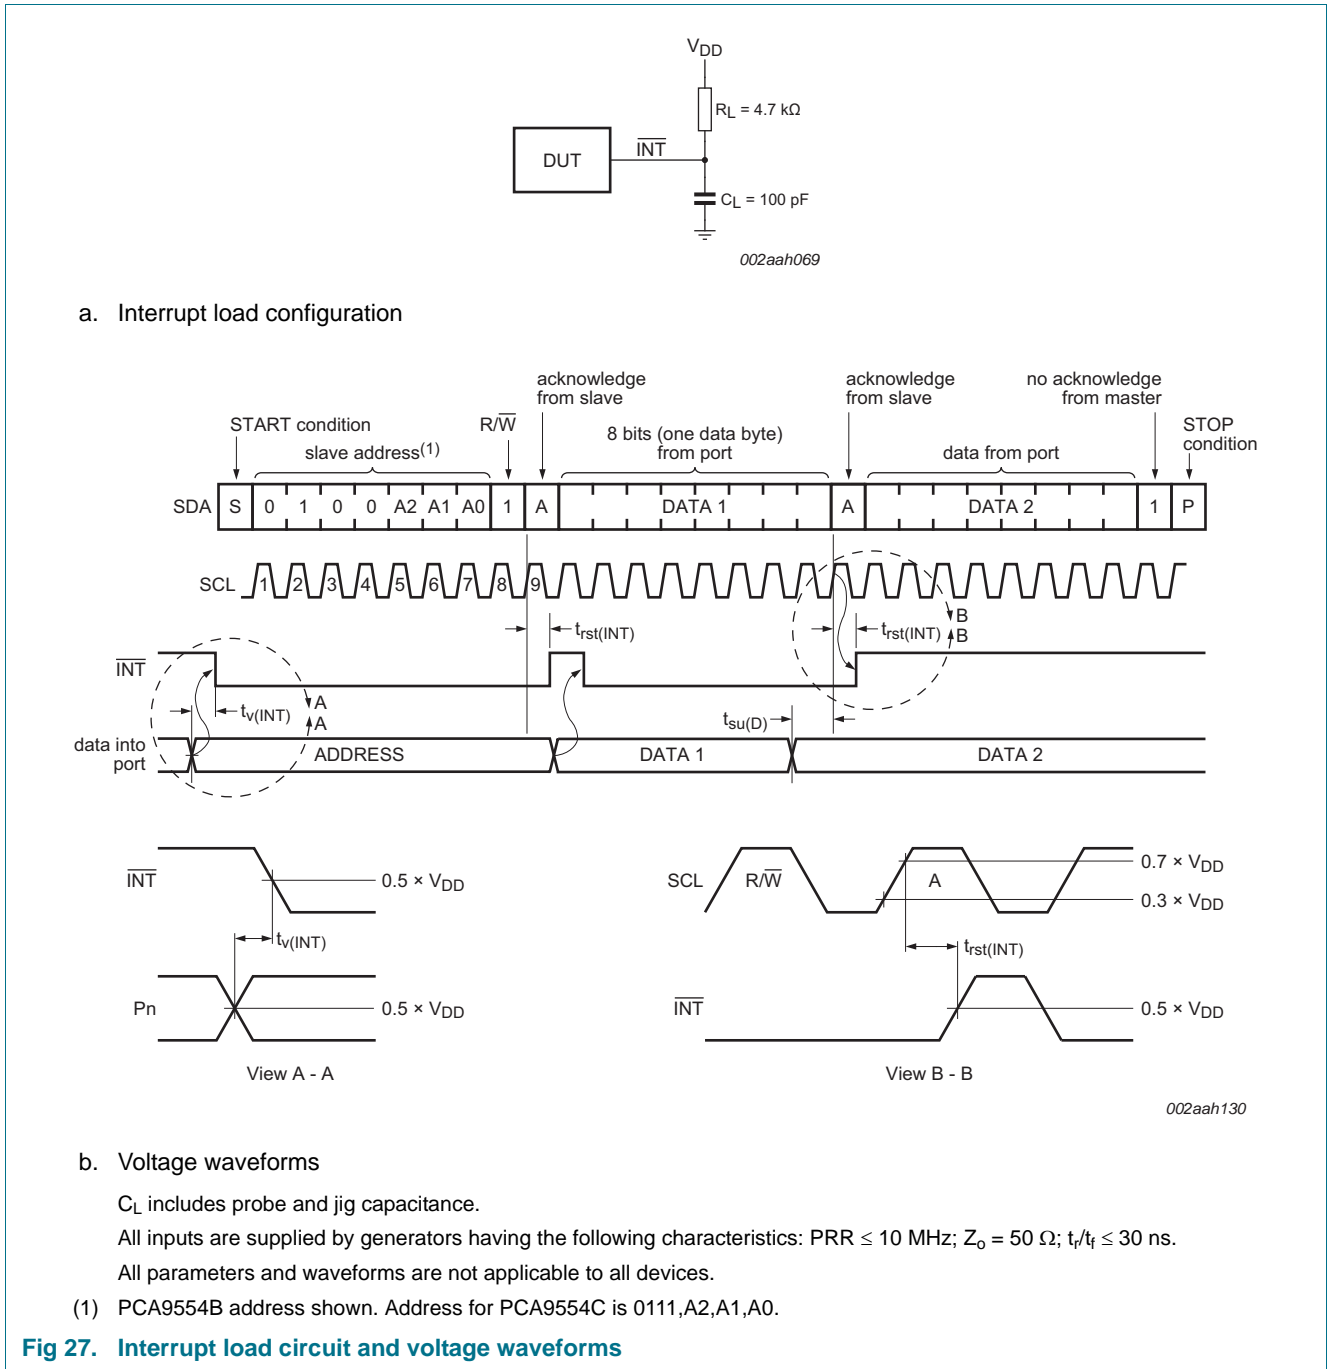 VDD
RL = 4.7 kΩ
DUT
INT
CL = 100 pF
002aah069
a. Interrupt load configuration
acknowledge from slave
acknowledge from slave
no acknowledge from master
START condition
R/W
8 bits (one data byte) from port
STOP condition
slave address(1)
data from port
SDA S 0 1 0 0 A2 A1 A0 1 A DATA 1 A DATA 2 1 P
SCL 1 2 3 4 5 6 7 8 9
B
B
trst(INT)
trst(INT)
INT
A
A
tv(INT)
tsu(D)
data into port
ADDRESS
DATA 1
DATA 2
INT
0.5 × VDD
tv(INT)
Pn
0.5 × VDD
View A - A
SCL
R/W
A
0.7 × VDD
0.3 × VDD
trst(INT)
INT
0.5 × VDD
View B - B
002aah130
b. Voltage waveforms
CL includes probe and jig capacitance.
All inputs are supplied by generators having the following characteristics: PRR ≤ 10 MHz; Zo = 50 Ω; tr/tf ≤ 30 ns.
All parameters and waveforms are not applicable to all devices.
(1) PCA9554B address shown. Address for PCA9554C is 0111,A2,A1,A0.
Fig 27. Interrupt load circuit and voltage waveforms